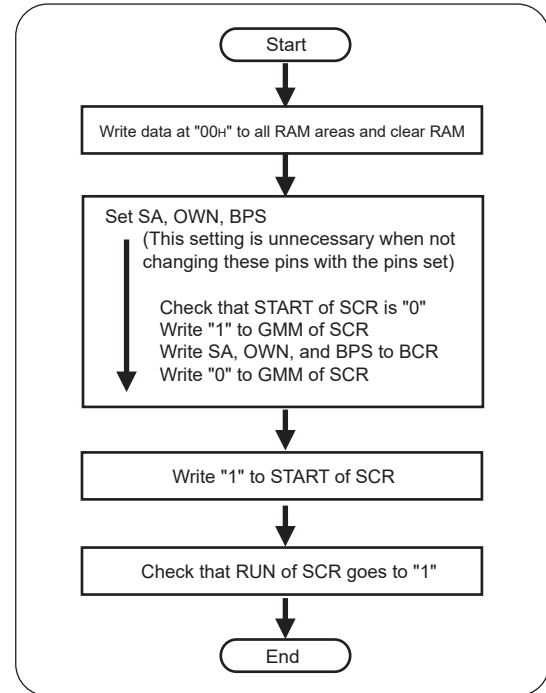 Start
Write data at "00H" to all RAM areas and clear RAM
Set SA, OWN, BPS
(This setting is unnecessary when not
changing these pins with the pins set)
Check that START of SCR is "0"
Write "1" to GMM of SCR
Write SA, OWN, and BPS to BCR
Write "0" to GMM of SCR
Write "1" to START of SCR
Check that RUN of SCR goes to "1"
End